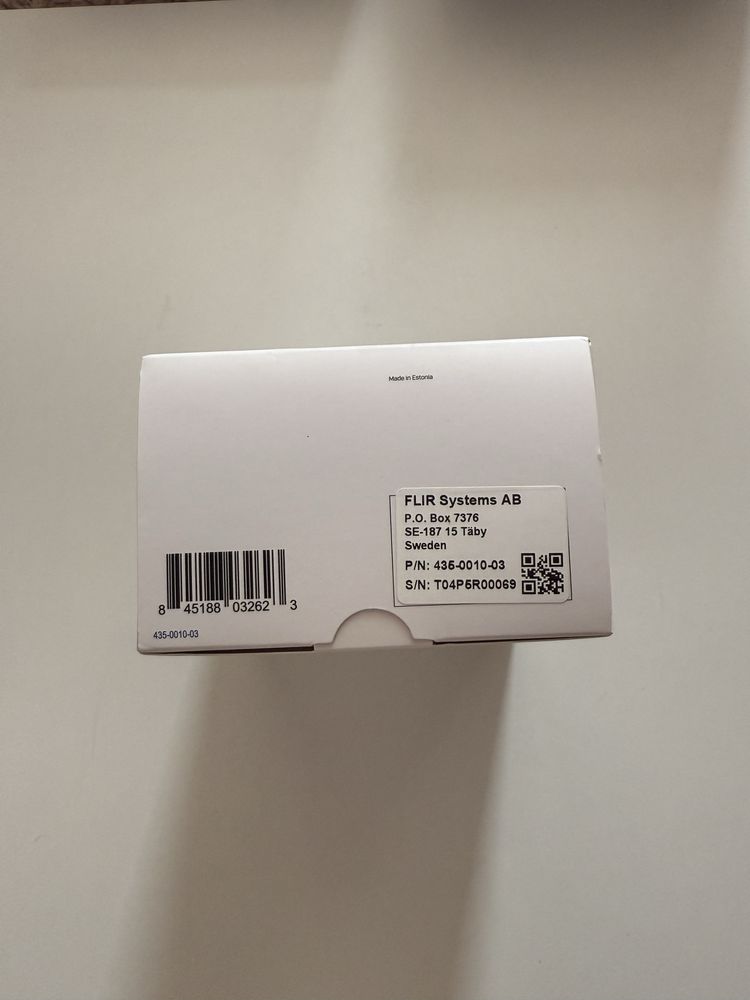 Made in Estonia
FLIR Systems AB
P.O. Box 7376
SE-187 15 Täby
Sweden
P/N: 435-0010-03
S/N: T04P5R00069
8 45188 03262 3
435-0010-03